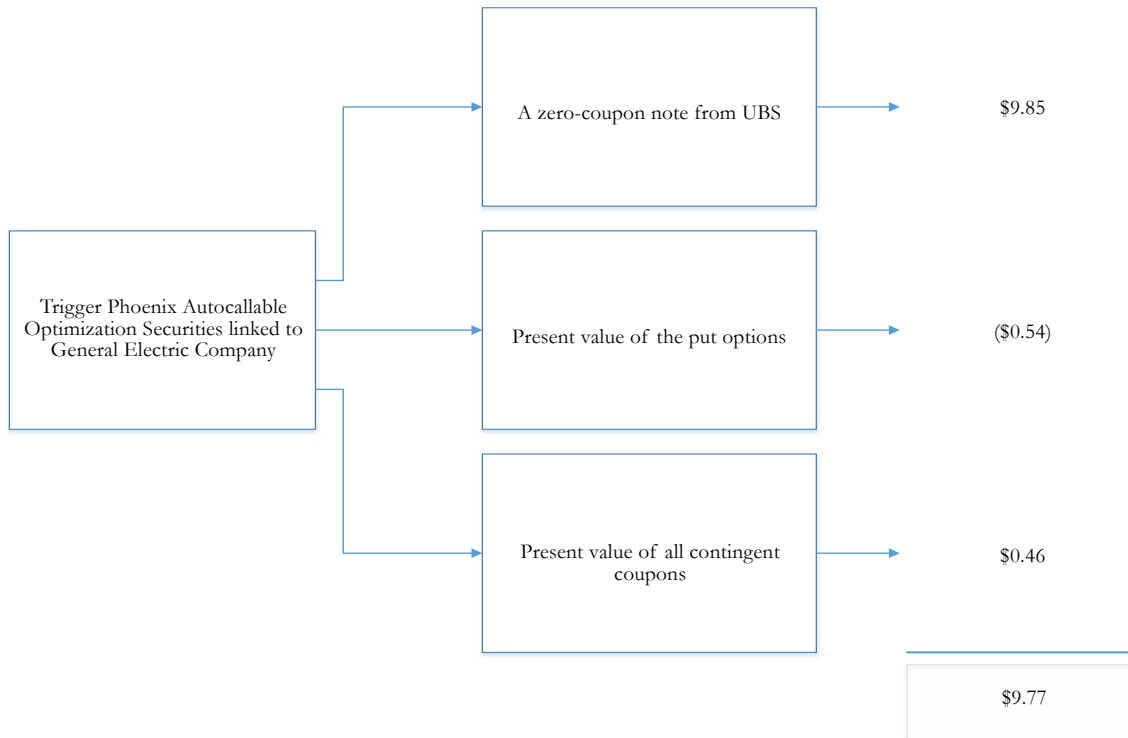 A zero-coupon note from UBS
$9.85
Trigger Phoenix Autocallable
Optimization Securities linked to
General Electric Company
Present value of the put options
($0.54)
Present value of all contingent
coupons
$0.46
$9.77